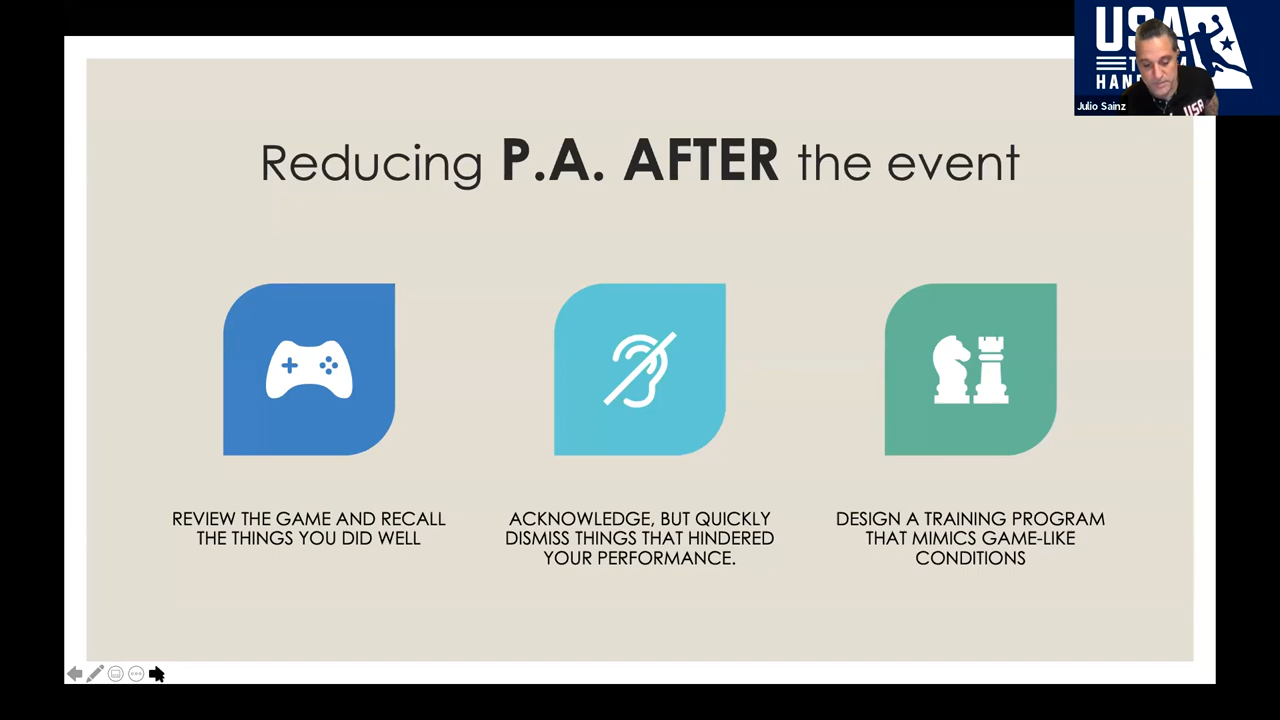 USA
Julio Sainz
USA
Reducing P.A. AFTER the event
REVIEW THE GAME AND RECALL
THE THINGS YOU DID WELL
ACKNOWLEDGE, BUT QUICKLY
DISMISS THINGS THAT HINDERED
YOUR PERFORMANCE.
DESIGN A TRAINING PROGRAM
THAT MIMICS GAME-LIKE
CONDITIONS